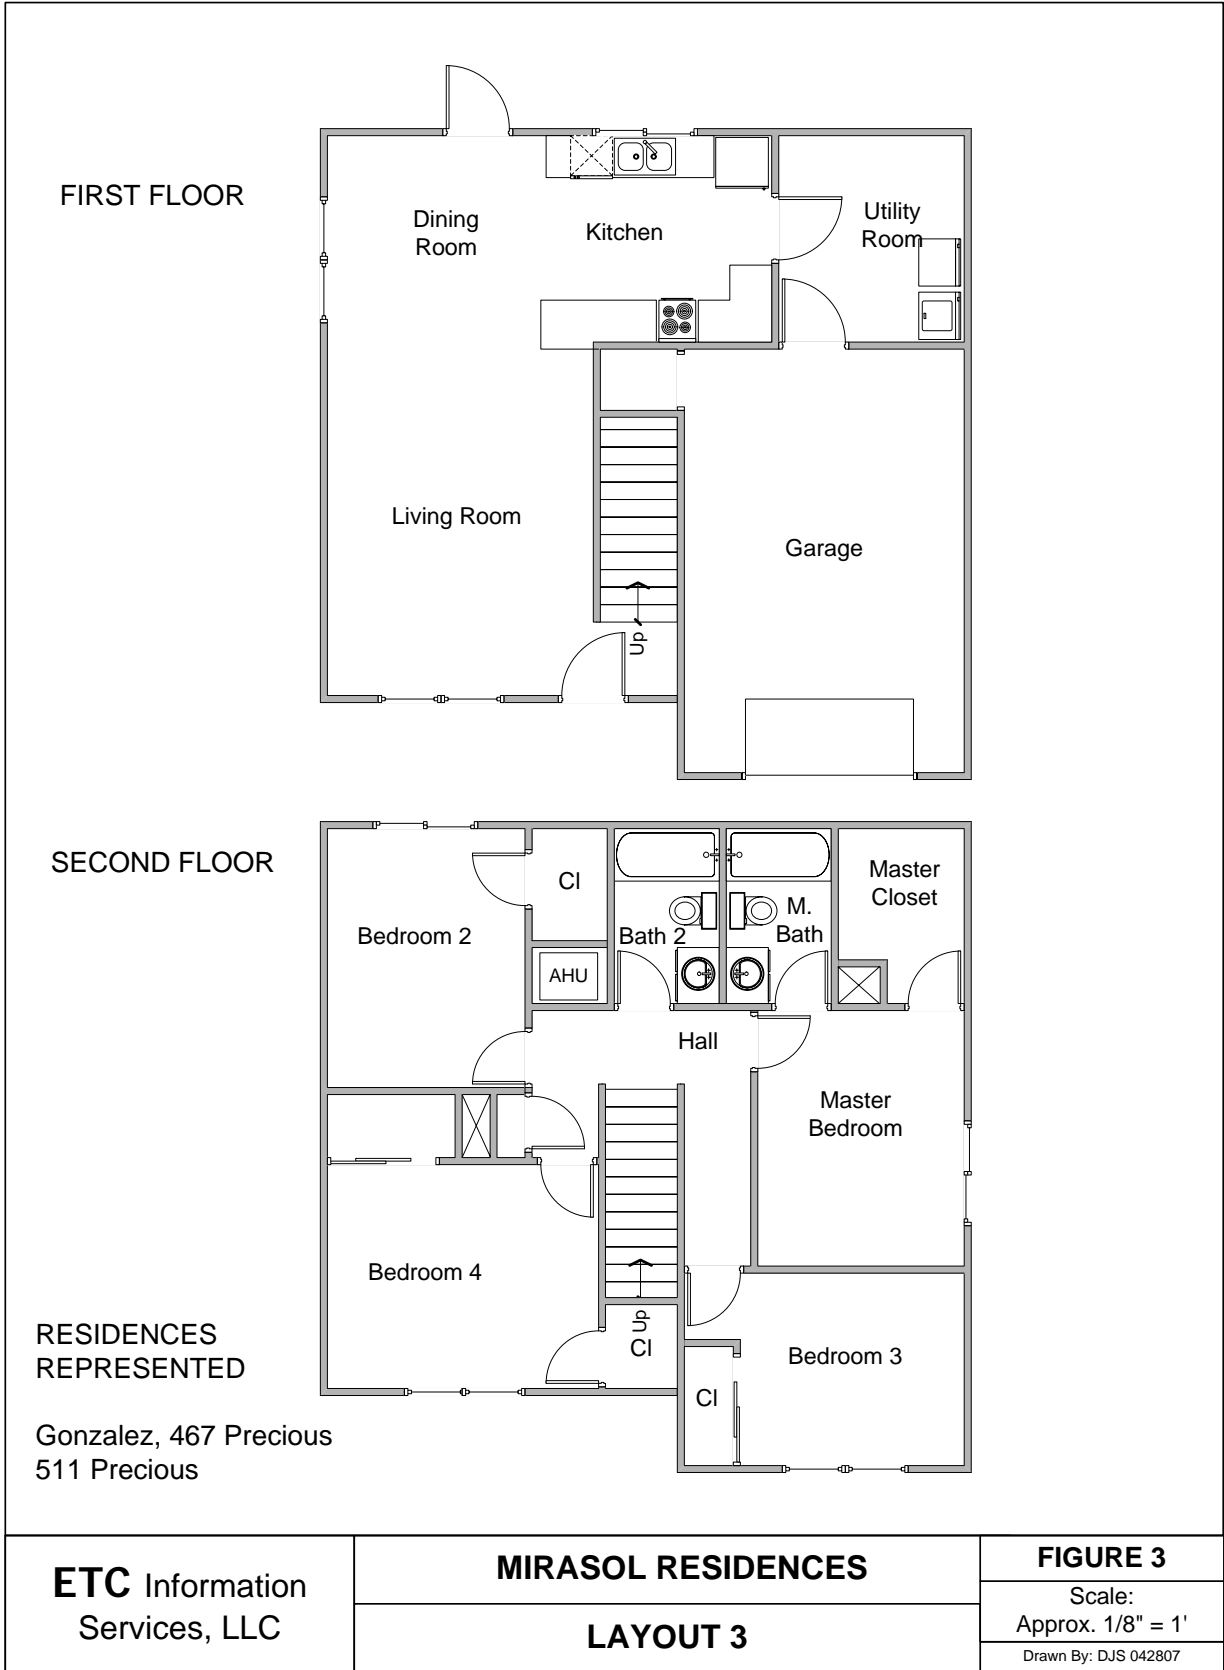 FIRST FLOOR
Dining
Room
Kitchen
Utility
Room
Living Room
Garage
Up
SECOND FLOOR
Cl
Master
Closet
Bedroom 2
Bath 2
M.
Bath
AHU
Hall
Master
Bedroom
Bedroom 4
Up
Cl
Bedroom 3
Cl
RESIDENCES
REPRESENTED
Gonzalez, 467 Precious
511 Precious
ETC Information
Services, LLC
MIRASOL RESIDENCES
LAYOUT 3
FIGURE 3
Scale:
Approx. 1/8" = 1'
Drawn By: DJS 042807